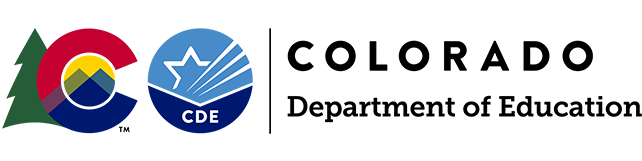 COLORADO
Department of Education
CDE
TM